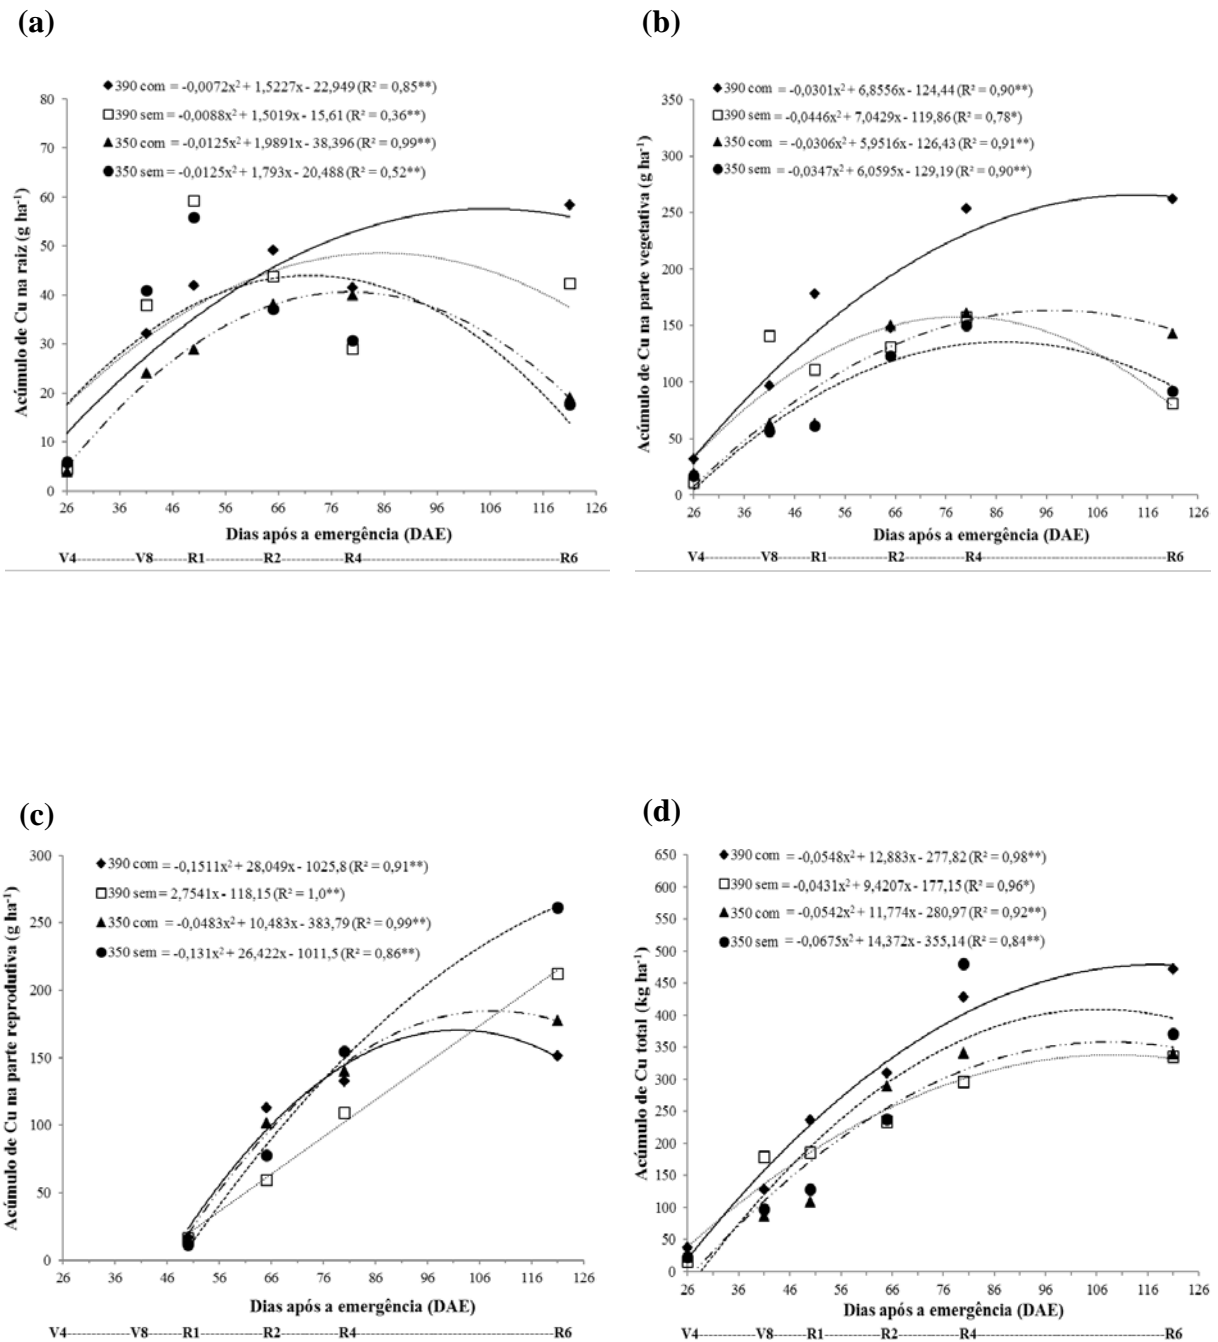 (a)
390 com = -0,0072x² + 1,5227x - 22,949 (R² = 0,85**)
390 sem = -0,0088x² + 1,5019x - 15,61 (R² = 0,36**)
350 com = -0,0125x² + 1,9891x - 38,396 (R² = 0,99**)
350 sem = -0,0125x² + 1,793x - 20,488 (R² = 0,52**)
Acúmulo de Cu na raiz (g ha⁻¹)
80
70
60
50
40
30
20
10
0
26 36 46 56 66 76 86 96 106 116 126
Dias após a emergência (DAE)
V4 V8 R1 R2 R4 R6
(b)
390 com = -0,0301x² + 6,8556x - 124,44 (R² = 0,90**)
390 sem = -0,0446x² + 7,0429x - 119,86 (R² = 0,78*)
350 com = -0,0306x² + 5,9516x - 126,43 (R² = 0,91**)
350 sem = -0,0347x² + 6,0595x - 129,19 (R² = 0,90**)
Acúmulo de Cu na parte vegetativa (g ha⁻¹)
350
300
250
200
150
100
50
0
26 36 46 56 66 76 86 96 106 116 126
Dias após a emergência (DAE)
V4 V8 R1 R2 R4 R6
(c)
390 com = -0,1511x² + 28,049x - 1025,8 (R² = 0,91**)
390 sem = 2,7541x - 118,15 (R² = 1,0**)
350 com = -0,0483x² + 10,483x - 383,79 (R² = 0,99**)
350 sem = -0,131x² + 26,422x - 1011,5 (R² = 0,86**)
Acúmulo de Cu na parte reprodutiva (g ha⁻¹)
300
250
200
150
100
50
0
26 36 46 56 66 76 86 96 106 116 126
Dias após a emergência (DAE)
V4 V8 R1 R2 R4 R6
(d)
390 com = -0,0548x² + 12,883x - 277,82 (R² = 0,98**)
390 sem = -0,0431x² + 9,4207x - 177,15 (R² = 0,96*)
350 com = -0,0542x² + 11,774x - 280,97 (R² = 0,92**)
350 sem = -0,0675x² + 14,372x - 355,14 (R² = 0,84**)
Acúmulo de Cu total (kg ha⁻¹)
650
600
550
500
450
400
350
300
250
200
150
100
50
0
26 36 46 56 66 76 86 96 106 116 126
Dias após a emergência (DAE)
V4 V8 R1 R2 R4 R6